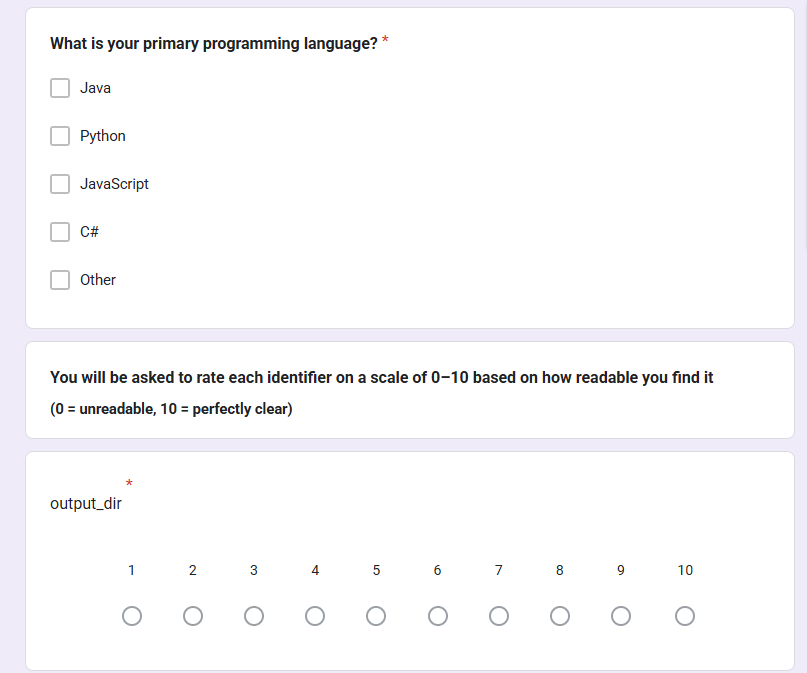 What is your primary programming language? *
Java
Python
JavaScript
C#
Other
You will be asked to rate each identifier on a scale of 0–10 based on how readable you find it
(0 = unreadable, 10 = perfectly clear)
*
output_dir
1 2 3 4 5 6 7 8 9 10